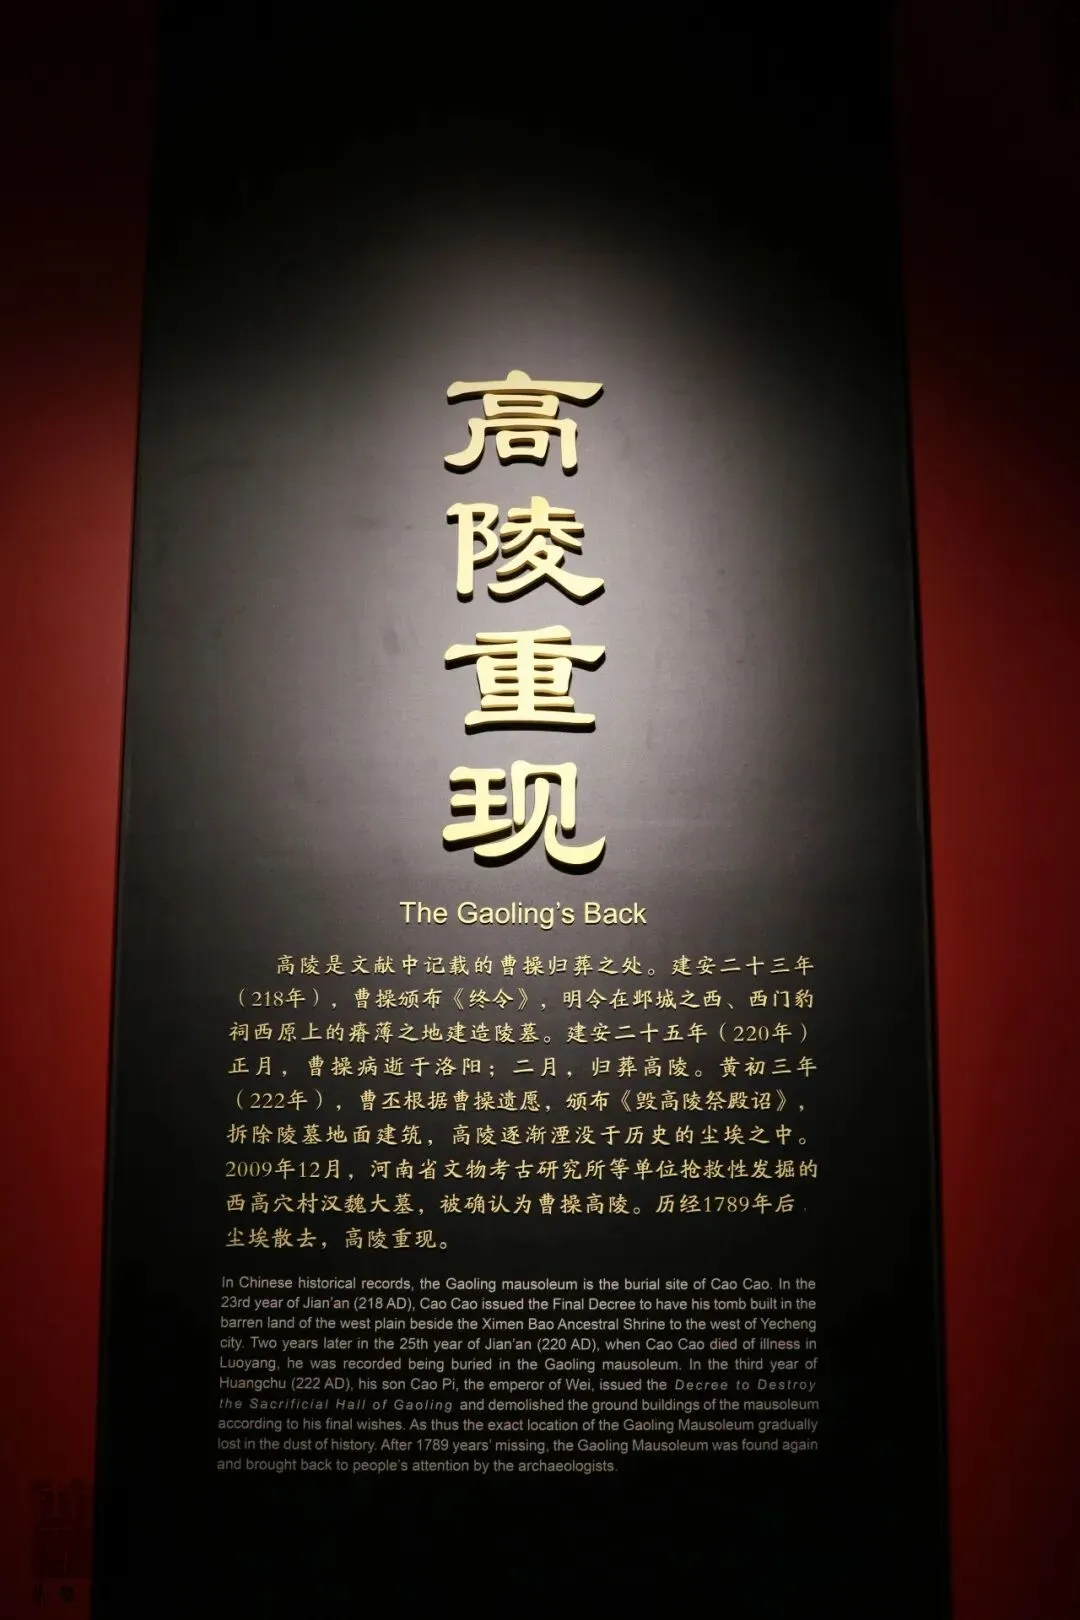 高陵重现
The Gaoling's Back
高陵是文献中记载的曹操归葬之处。建安二十三年
（218年），曹操颁布《终令》，明令在邺城之西、西门豹
祠西原上的瘠薄之地建造陵墓。建安二十五年（220年）
正月，曹操病逝于洛阳；二月，归葬高陵。黄初三年
（222年），曹丕根据曹操遗愿，颁布《毁高陵祭殿诏》，
拆除陵墓地面建筑，高陵逐渐湮没于历史的尘埃之中。
2009年12月，河南省文物考古研究所等单位抢救性发掘的
西高穴村汉魏大墓，被确认为曹操高陵。历经1789年后，
尘埃散去，高陵重现。
In Chinese historical records, the Gaoling mausoleum is the burial site of Cao Cao. In the
23rd year of Jian'an (218 AD), Cao Cao issued the Final Decree to have his tomb built in the
barren land of the west plain beside the Ximen Bao Ancestral Shrine to the west of Yecheng
city. Two years later in the 25th year of Jian'an (220 AD), when Cao Cao died of illness in
Luoyang, he was recorded being buried in the Gaoling mausoleum. In the third year of
Huangchu (222 AD), his son Cao Pi, the emperor of Wei, issued the Decree to Destroy
the Sacrificial Hall of Gaoling and demolished the ground buildings of the mausoleum
according to his final wishes. As thus the exact location of the Gaoling Mausoleum gradually
lost in the dust of history. After 1789 years' missing, the Gaoling Mausoleum was found again
and brought back to people's attention by the archaeologists.